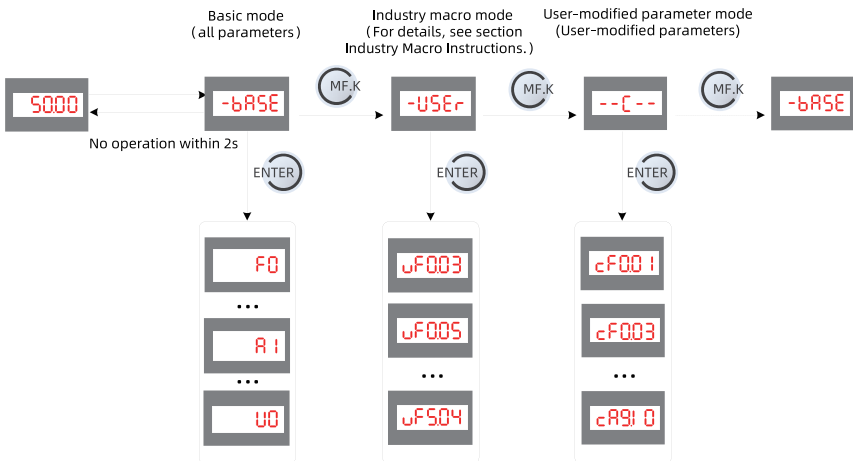 Basic mode
(all parameters)
Industry macro mode
(For details, see section
Industry Macro Instructions.)
User-modified parameter mode
(User-modified parameters)
50.00
-bASE
MF.K
-USEr
MF.K
--C--
MF.K
-bASE
No operation within 2s
ENTER
ENTER
ENTER
F0
...
A1
...
U0
uF0.03
uF0.05
...
uF5.04
cF0.01
cF0.03
...
cA9.10